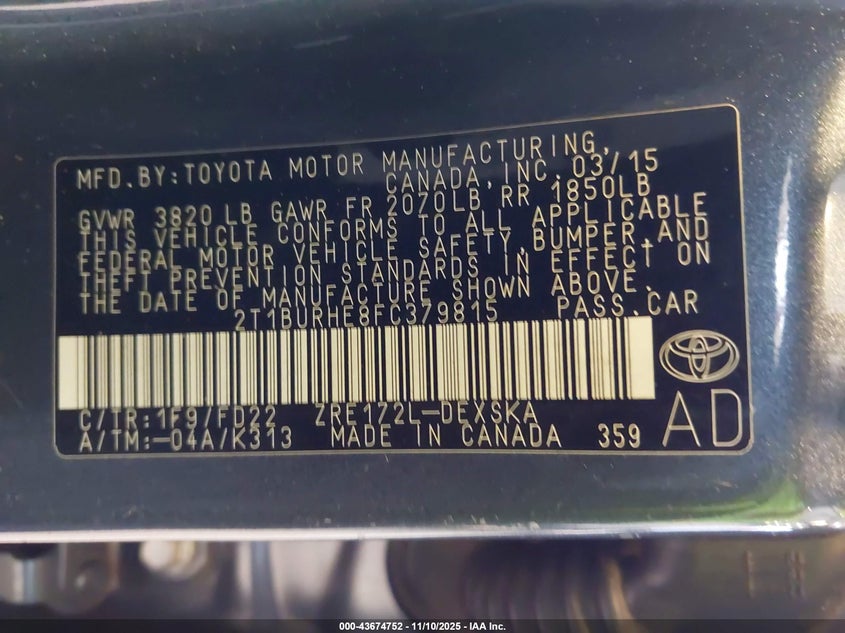 MFD.BY:TOYOTA MOTOR MANUFACTURING,
CANADA,INC.03/15
GVWR 3820 LB GAWR FR 2070LB RR 1850LB
THIS VEHICLE CONFORMS TO ALL APPLICABLE
FEDERAL MOTOR VEHICLE SAFETY,BUMPER,AND
THEFT PREVENTION STANDARDS IN EFFECT ON
THE DATE OF MANUFACTURE SHOWN ABOVE.
2T1BURHE8FC379815 PASS.CAR
C/TR:1F9/FD22 ZRE172L-DEXSKA
A/TM:-04A/K313 MADE IN CANADA 359
AD
000-43674752 — 11/10/2025 — IAA Inc.